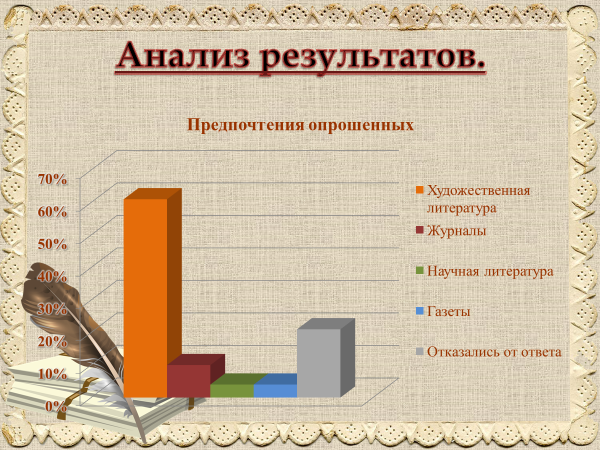 Анализ результатов.
Предпочтения опрошенных
70%
60%
50%
40%
30%
20%
10%
0%
Художественная
литература
Журналы
Научная литература
Газеты
Отказались от ответа